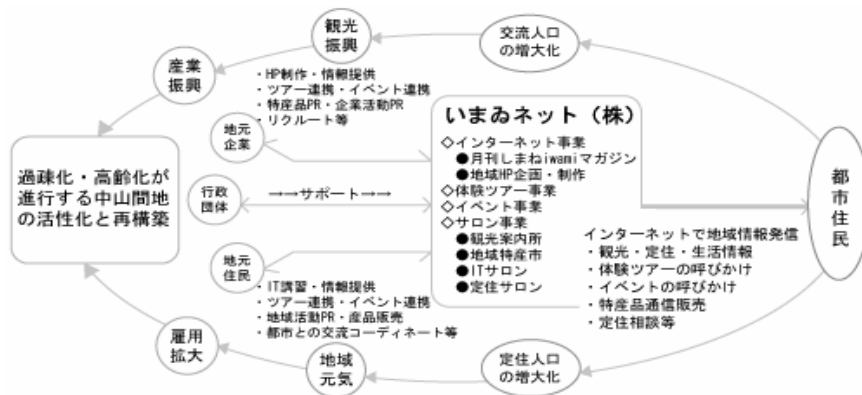 観光
振興
交流人口
の増大化
産業
振興
・HP制作・情報提供
・ツアー連携・イベント連携
・特産品PR・企業活動PR
・リクルート等
地元
企業
いまゐネット（株）
◇インターネット事業
●月刊しまねiwamiマガジン
●地域HP企画・制作
◇体験ツアー事業
◇イベント事業
◇サロン事業
●観光案内所
●地域特産市
●ITサロン
●定住サロン
過疎化・高齢化が
進行する中山間地
の活性化と再構築
行政
団体
→→サポート→→
都市住民
インターネットで地域情報発信
・観光・定住・生活情報
・体験ツアーの呼びかけ
・イベントの呼びかけ
・特産品通信販売
・定住相談等
地元
住民
・IT講習・情報提供
・ツアー連携・イベント連携
・地域活動PR・産品販売
・都市との交流コーディネート等
雇用
拡大
地域
元気
定住人口
の増大化